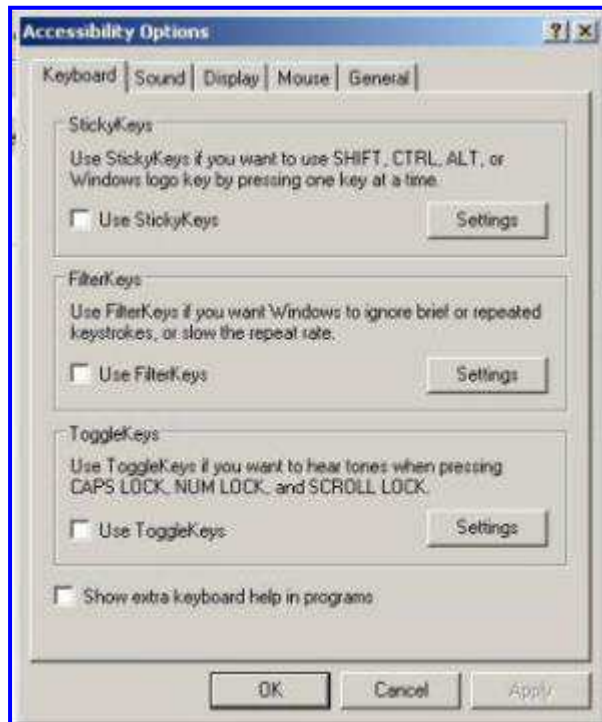 Accessibility Options
Keyboard Sound Display Mouse General
StickyKeys
Use StickyKeys if you want to use SHIFT, CTRL, ALT, or
Windows logo key by pressing one key at a time.
Use StickyKeys
Settings
FilterKeys
Use FilterKeys if you want Windows to ignore brief or repeated
keystrokes, or slow the repeat rate.
Use FilterKeys
Settings
ToggleKeys
Use ToggleKeys if you want to hear tones when pressing
CAPS LOCK, NUM LOCK, and SCROLL LOCK.
Use ToggleKeys
Settings
Show extra keyboard help in programs
OK Cancel Apply